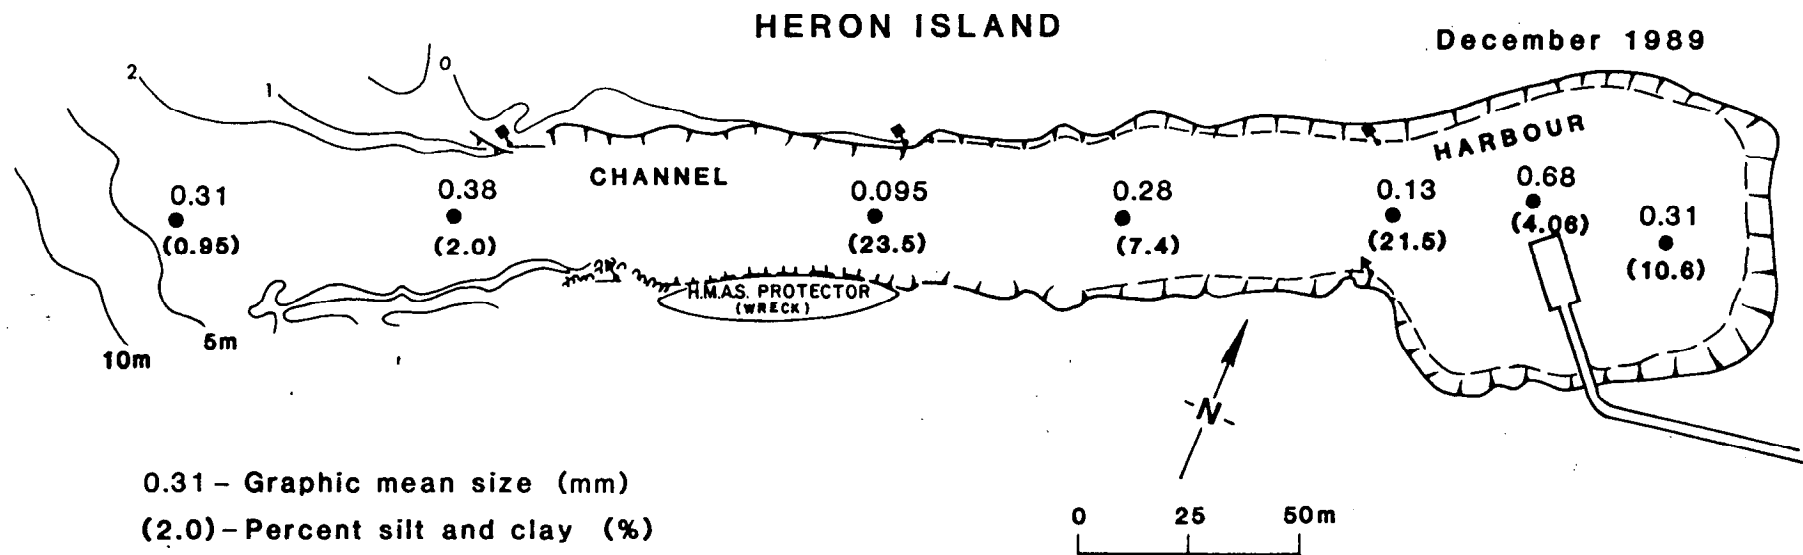 HERON ISLAND
December 1989
2
1
0
HARBOUR
CHANNEL
0.31
(0.95)
0.38
(2.0)
0.095
(23.5)
0.28
(7.4)
0.13
(21.5)
0.68
(4.06)
0.31
(10.6)
H.M.A.S. PROTECTOR
(WRECK)
10m
5m
N
0.31 – Graphic mean size (mm)
(2.0) – Percent silt and clay (%)
0 25 50m